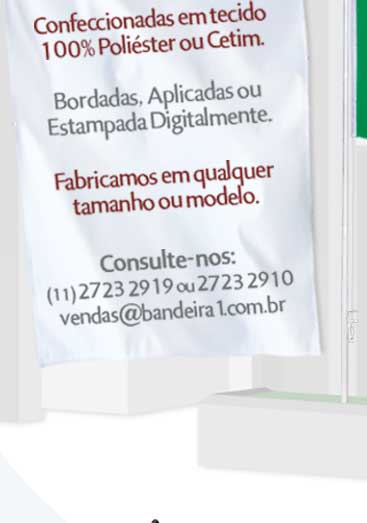 Confeccionadas em tecido
100% Poliéster ou Cetim.
Bordadas, Aplicadas ou
Estampada Digitalmente.
Fabricamos em qualquer
tamanho ou modelo.
Consulte-nos:
(11) 2723 2919 ou 2723 2910
vendas@bandeira1.com.br